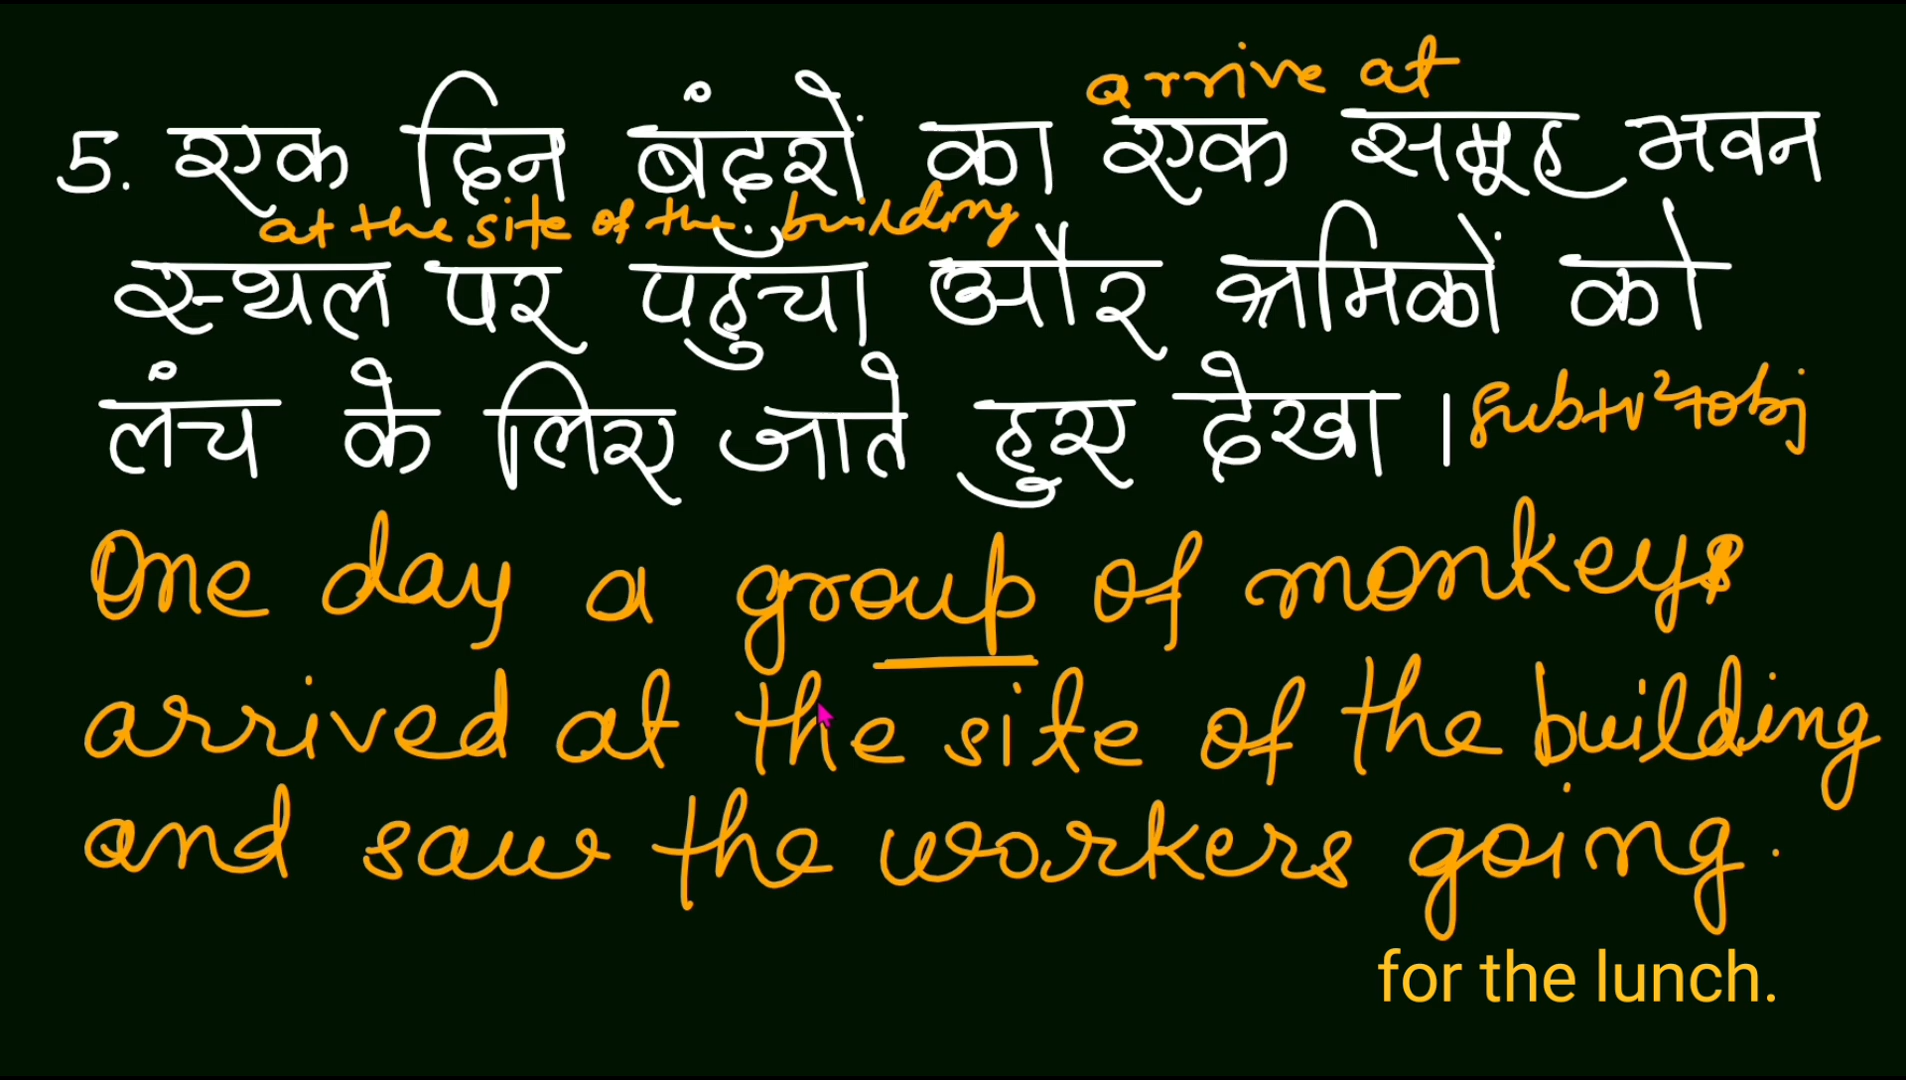 arrive at
5. एक दिन बंदरों का एक समूह भवन
at the site of the building
स्थल पर पहुँचा और श्रमिकों को
लंच के लिए जाते हुए देखा । sub+v²+obj
One day a group of monkeys
arrived at the site of the building
and saw the workers going.
for the lunch.